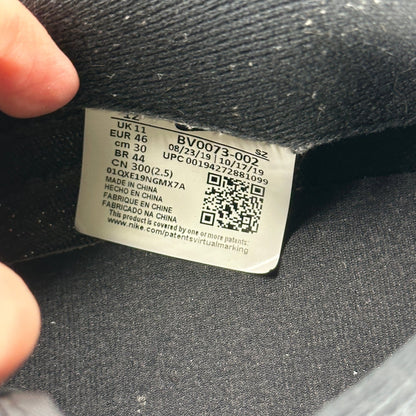 12
UK 11
EUR 46
cm 30
BR 44
CN 300(2.5)
01QXE19NGMX7A
MADE IN CHINA
HECHO EN CHINA
FABRIQUE EN CHINE
FABRICADO NA CHINA
BV0073-002 S2
08/23/19 10/17/19
UPC 00194272881099
This product is covered by one or more patents:
www.nike.com/patentsvirtualmarking